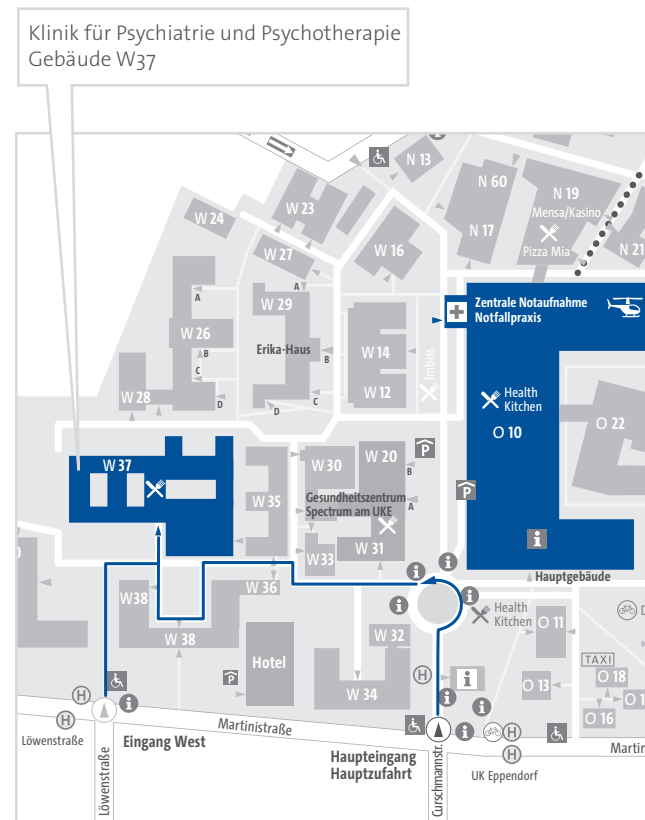 Klinik für Psychiatrie und Psychotherapie
Gebäude W37
N 13
N 60
N 19
Mensa/Kasino
W 23
W 24
N 17
Pizza Mia
N 21
W 27
W 16
A
Zentrale Notaufnahme
Notfallpraxis
A
W 29
W 26
Erika-Haus
B
B
W 14
Imbiss
C
W 12
Health
Kitchen
W 28
D
C
D
O 10
O 22
P
W 37
W 30
W 20
B
P
W 35
Gesundheitszentrum
Spectrum am UKE
A
i
W 33
W 31
i
i
Hauptgebäude
W38
W 36
i
i
Health
Kitchen
O 11
W 38
W 32
Hotel
P
H
i
TAXI
O 18
O 13
W 34
H
i
i
i
O 16
H
Martinistraße
i
H
Löwenstraße
Eingang West
Haupteingang
Hauptzufahrt
H
UK Eppendorf
Löwenstraße
Curschmannstr.